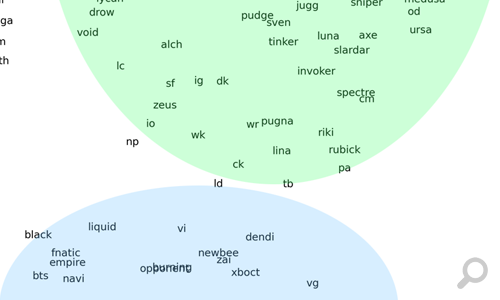 jugg
sniper
drow
pudge
sven
od
ga
void
luna
axe
ursa
alch
tinker
slardar
m
th
lc
invoker
sf
ig
dk
spectre
cm
zeus
io
wr
pugna
wk
riki
np
lina
rubick
ck
pa
ld
tb
black
liquid
vi
dendi
fnatic
newbee
empire
zai
opponent
burning
bts
navi
xboct
vg